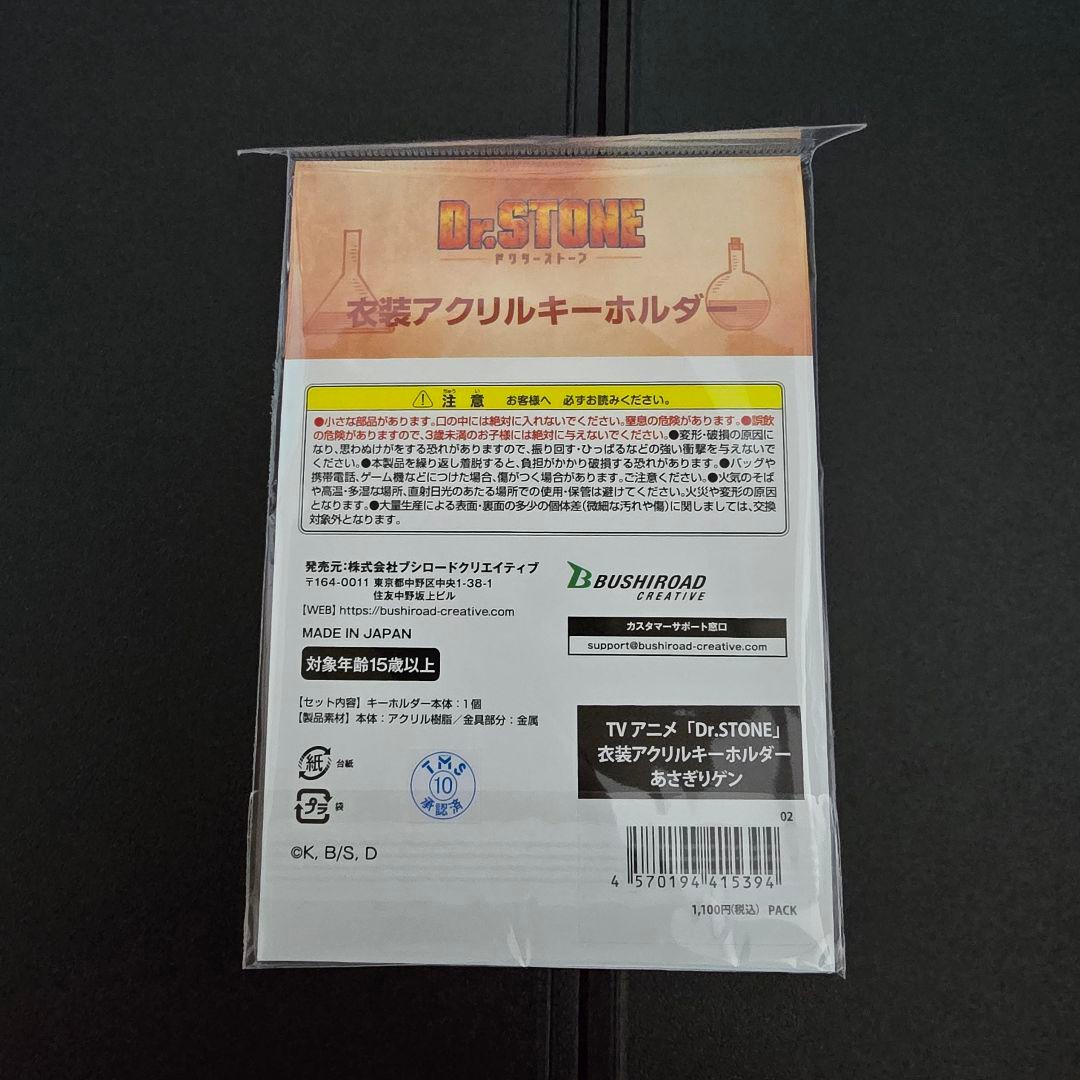 Dr.STONE
ドクターストーン
衣装アクリルキーホルダー
注意 お客様へ 必ずお読みください。
ちゅう い
●小さな部品があります。口の中には絶対に入れないでください。窒息の危険があります。●誤飲
の危険がありますので、3歳未満のお子様には絶対に与えないでください。●変形・破損の原因に
なり、思わぬけがをする恐れがありますので、振り回す・ひっぱるなどの強い衝撃を与えないで
ください。●本製品を繰り返し着脱すると、負担がかかり破損する恐れがあります。●バッグや
携帯電話、ゲーム機などにつけた場合、傷がつく場合があります。ご注意ください。●火気のそば
や高温・多湿な場所、直射日光のあたる場所での使用・保管は避けてください。火災や変形の原因
となります。●大量生産による表面・裏面の多少の個体差(微細な汚れや傷)に関しましては、交換
対象外となります。
発売元:株式会社ブシロードクリエイティブ
〒164-0011 東京都中野区中央1-38-1
住友中野坂上ビル
【WEB】https://bushiroad-creative.com
MADE IN JAPAN
対象年齢15歳以上
BUSHIROAD
CREATIVE
カスタマーサポート窓口
support@bushiroad-creative.com
【セット内容】キーホルダー本体:1個
【製品素材】本体:アクリル樹脂/金具部分:金属
紙 台紙
プラ 袋
TMS
10
承認済
TVアニメ「Dr.STONE」
衣装アクリルキーホルダー
あさぎりゲン
02
©K, B/S, D
4 570194 415394
1,100円(税込) PACK